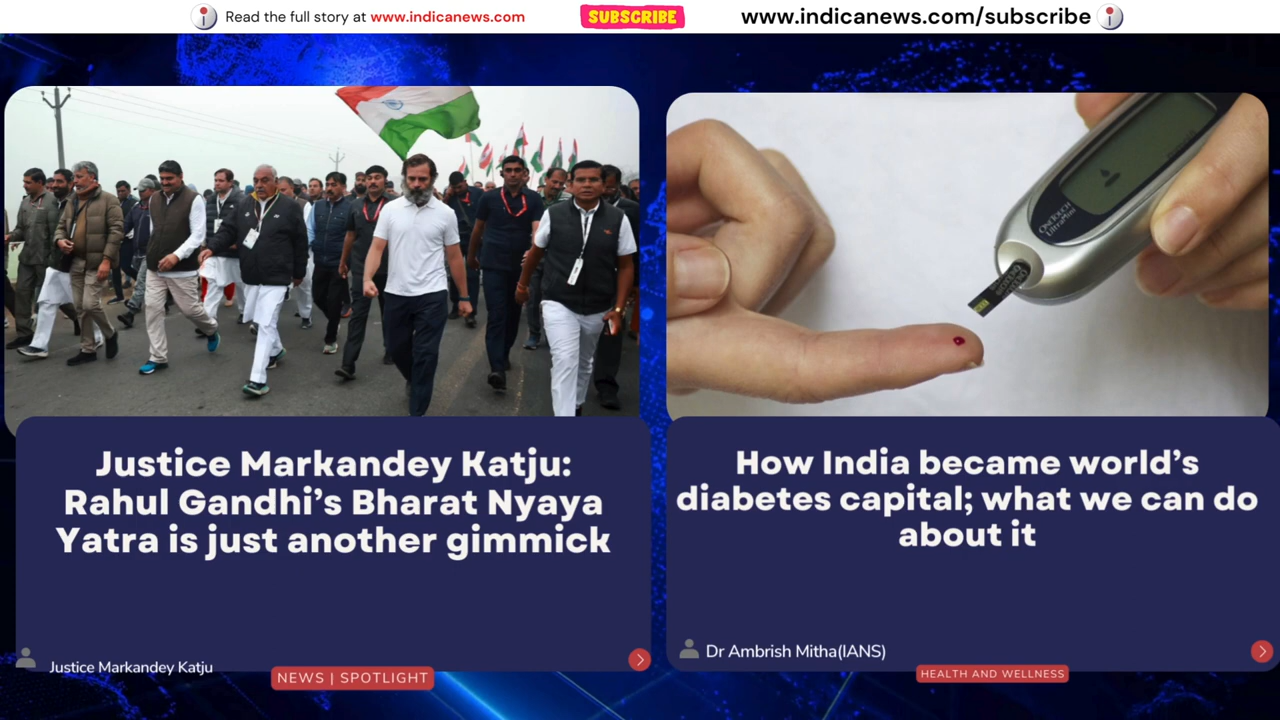 Read the full story at www.indicanews.com
SUBSCRIBE
www.indicanews.com/subscribe
ONETOUCH
UltraMini
Justice Markandey Katju:
Rahul Gandhi’s Bharat Nyaya
Yatra is just another gimmick
Justice Markandey Katju
NEWS | SPOTLIGHT
How India became world’s
diabetes capital; what we can do
about it
Dr Ambrish Mitha(IANS)
HEALTH AND WELLNESS